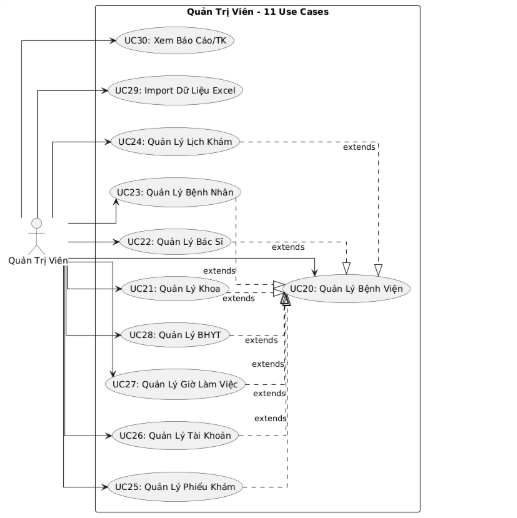 Quản Trị Viên - 11 Use Cases
UC30: Xem Báo Cáo/TK
UC29: Import Dữ Liệu Excel
UC24: Quản Lý Lịch Khám
extends
UC23: Quản Lý Bệnh Nhân
UC22: Quản Lý Bác Sĩ
extends
Quản Trị Viên
extends
UC21: Quản Lý Khoa
UC20: Quản Lý Bệnh Viện
extends
UC28: Quản Lý BHYT
extends
extends
UC27: Quản Lý Giờ Làm Việc
extends
extends
UC26: Quản Lý Tài Khoản
UC25: Quản Lý Phiếu Khám